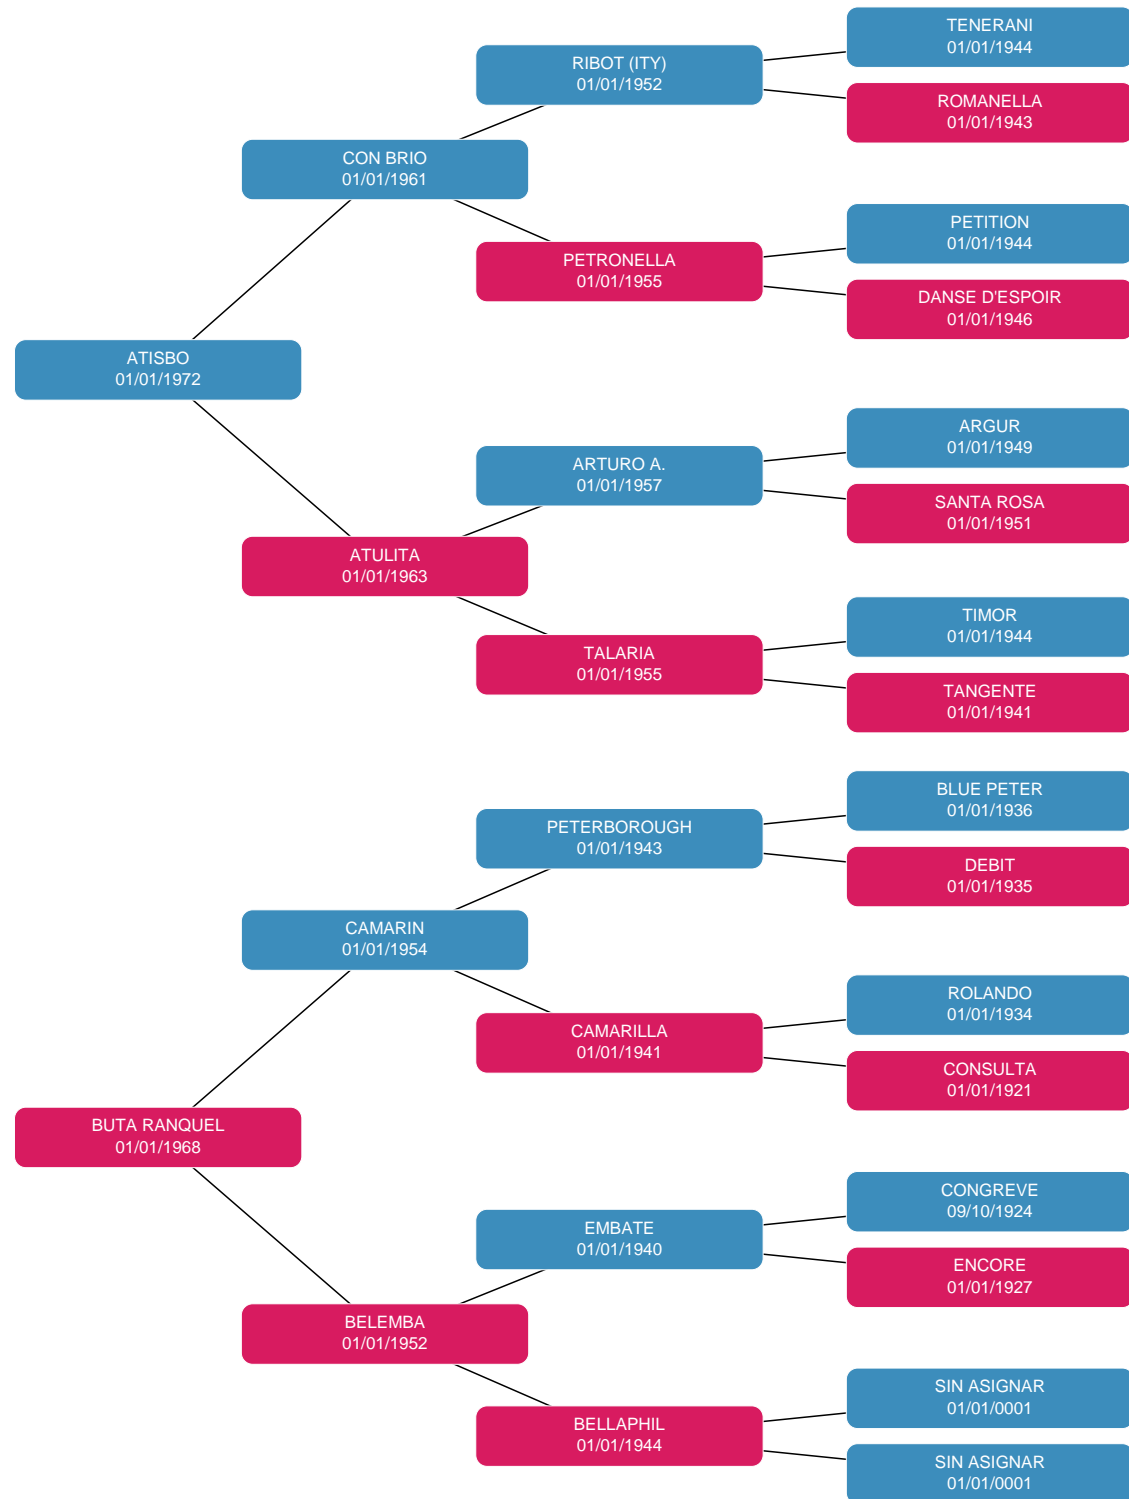 TENERANI
01/01/1944
RIBOT (ITY)
01/01/1952
ROMANELLA
01/01/1943
CON BRIO
01/01/1961
PETITION
01/01/1944
PETRONELLA
01/01/1955
DANSE D'ESPOIR
01/01/1946
ATISBO
01/01/1972
ARGUR
01/01/1949
ARTURO A.
01/01/1957
SANTA ROSA
01/01/1951
ATULITA
01/01/1963
TIMOR
01/01/1944
TALARIA
01/01/1955
TANGENTE
01/01/1941
BLUE PETER
01/01/1936
PETERBOROUGH
01/01/1943
DEBIT
01/01/1935
CAMARIN
01/01/1954
ROLANDO
01/01/1934
CAMARILLA
01/01/1941
CONSULTA
01/01/1921
BUTA RANQUEL
01/01/1968
CONGREVE
09/10/1924
EMBATE
01/01/1940
ENCORE
01/01/1927
BELEMBA
01/01/1952
SIN ASIGNAR
01/01/0001
BELLAPHIL
01/01/1944
SIN ASIGNAR
01/01/0001